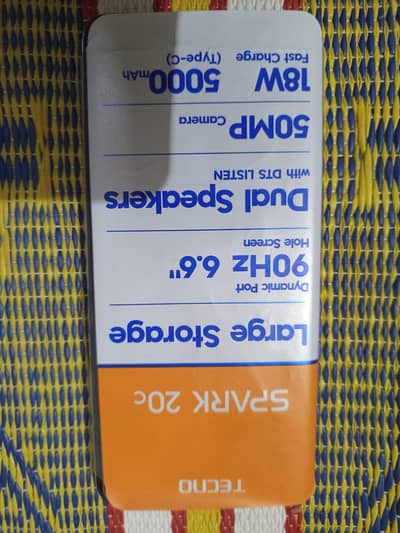 TECNO
SPARK 20c
Large Storage
Dynamic Port
90Hz 6.6"
Hole Screen
Dual Speakers
with DTS LISTEN
50MP Camera
18W 5000mAh
Fast Charge (Type-C)